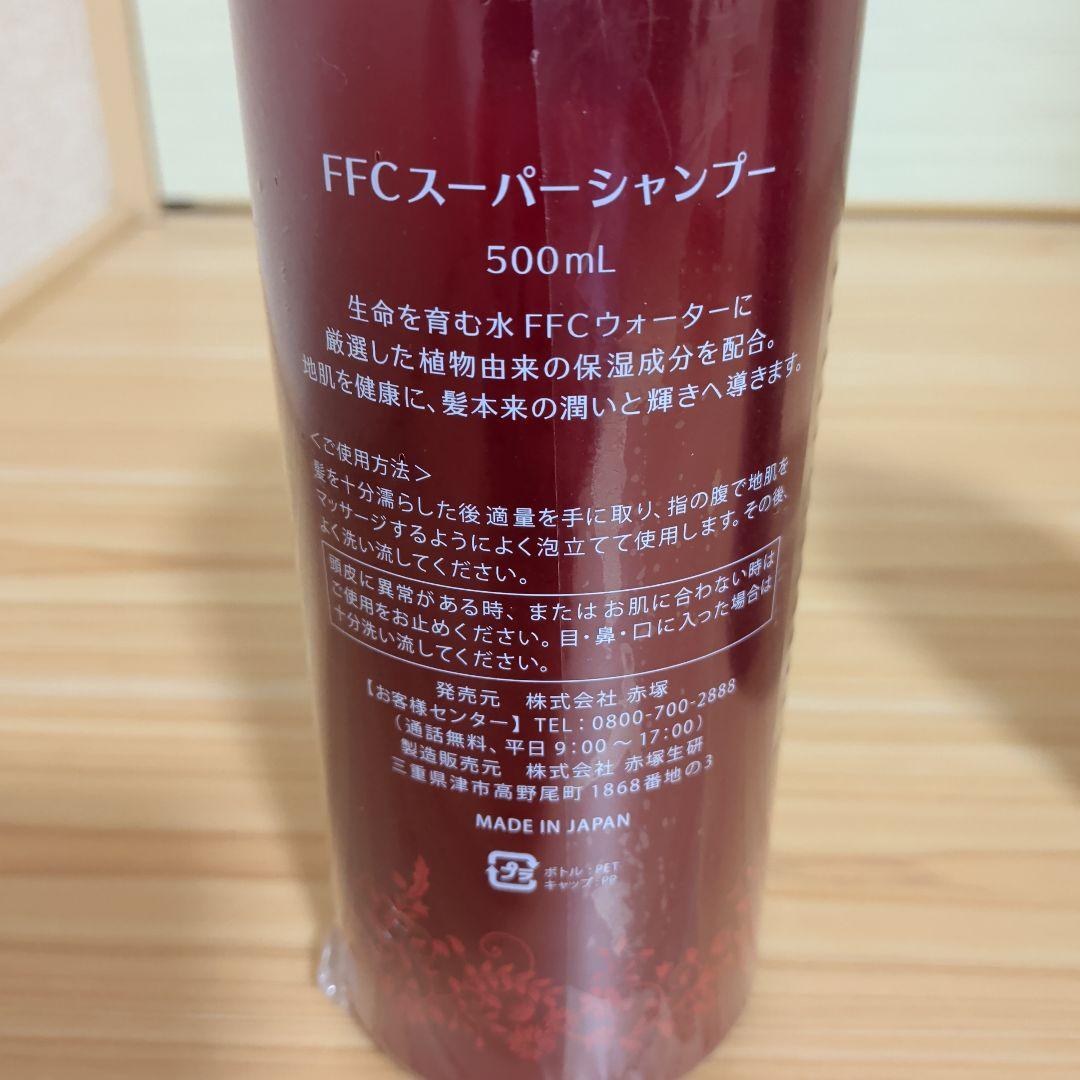 FFCスーパーシャンプー
500mL
生命を育む水 FFCウォーターに
厳選した植物由来の保湿成分を配合。
地肌を健康に、髪本来の潤いと輝きへ導きます。
＜ご使用方法＞
髪を十分濡らした後適量を手に取り、指の腹で地肌を
マッサージするようによく泡立てて使用します。その後、
よく洗い流してください。
頭皮に異常がある時、またはお肌に合わない時は
ご使用をお止めください。目・鼻・口に入った場合は
十分洗い流してください。
発売元 株式会社 赤塚
【お客様センター】TEL：0800-700-2888
（通話無料、平日 9：00 ～ 17：00）
製造販売元 株式会社 赤塚生研
三重県津市高野尾町1868番地の3
MADE IN JAPAN
プラ
ボトル：PET
キャップ：PP